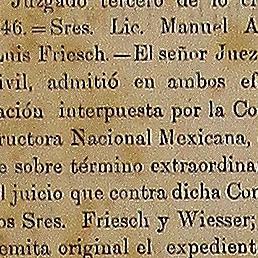 Juzgado tercero de lo
46.—Sres. Lic. Manuel A
Luis Friesch.—El señor Juez
ivil, admitió en ambos ef
ación interpuesta por la Co
ructora Nacional Mexicana,
e sobre término extraordina
l juicio que contra dicha Con
os Sres. Friesch y Wiesser;
emita original el expedient